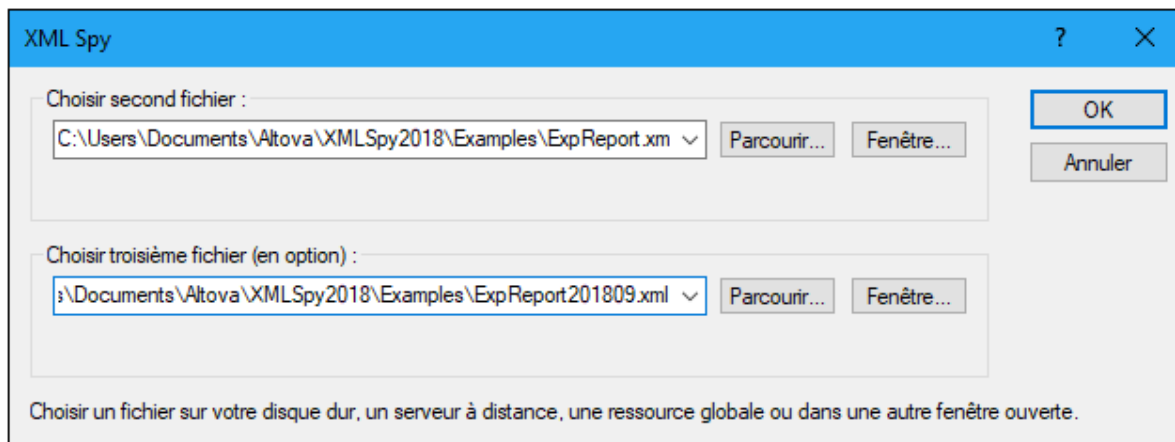 XML Spy ?
Choisir second fichier :
OK
C:\Users\Documents\Altova\XMLSpy2018\Examples\ExpReport.xm Parcourir... Fenêtre...
Annuler
Choisir troisième fichier (en option) :
s\Documents\Altova\XMLSpy2018\Examples\ExpReport201809.xml Parcourir... Fenêtre...
Choisir un fichier sur votre disque dur, un serveur à distance, une ressource globale ou dans une autre fenêtre ouverte.